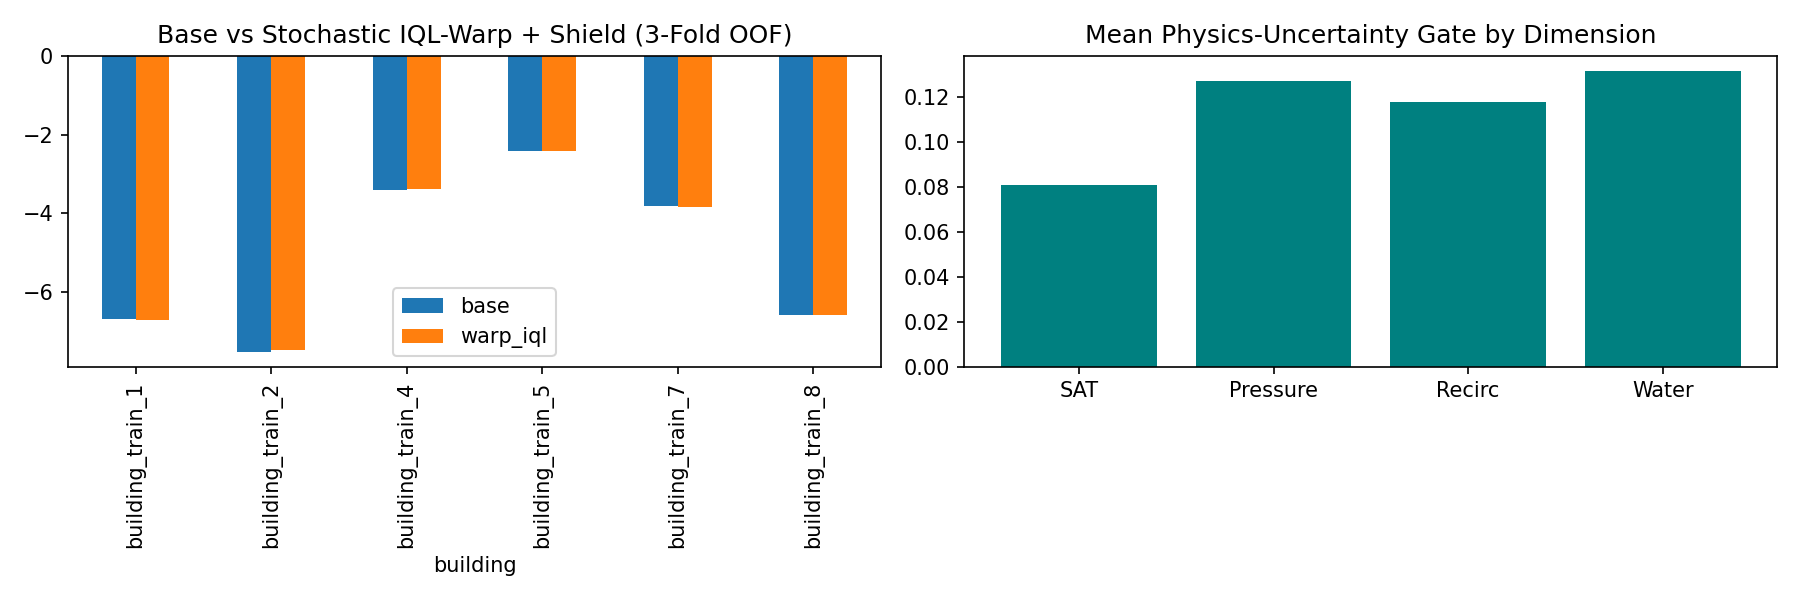 Base vs Stochastic IQL-Warp + Shield (3-Fold OOF)
0
−2
−4
−6
base
warp_iql
building_train_1
building_train_2
building_train_4
building_train_5
building_train_7
building_train_8
building
Mean Physics-Uncertainty Gate by Dimension
0.12
0.10
0.08
0.06
0.04
0.02
0.00
SAT
Pressure
Recirc
Water